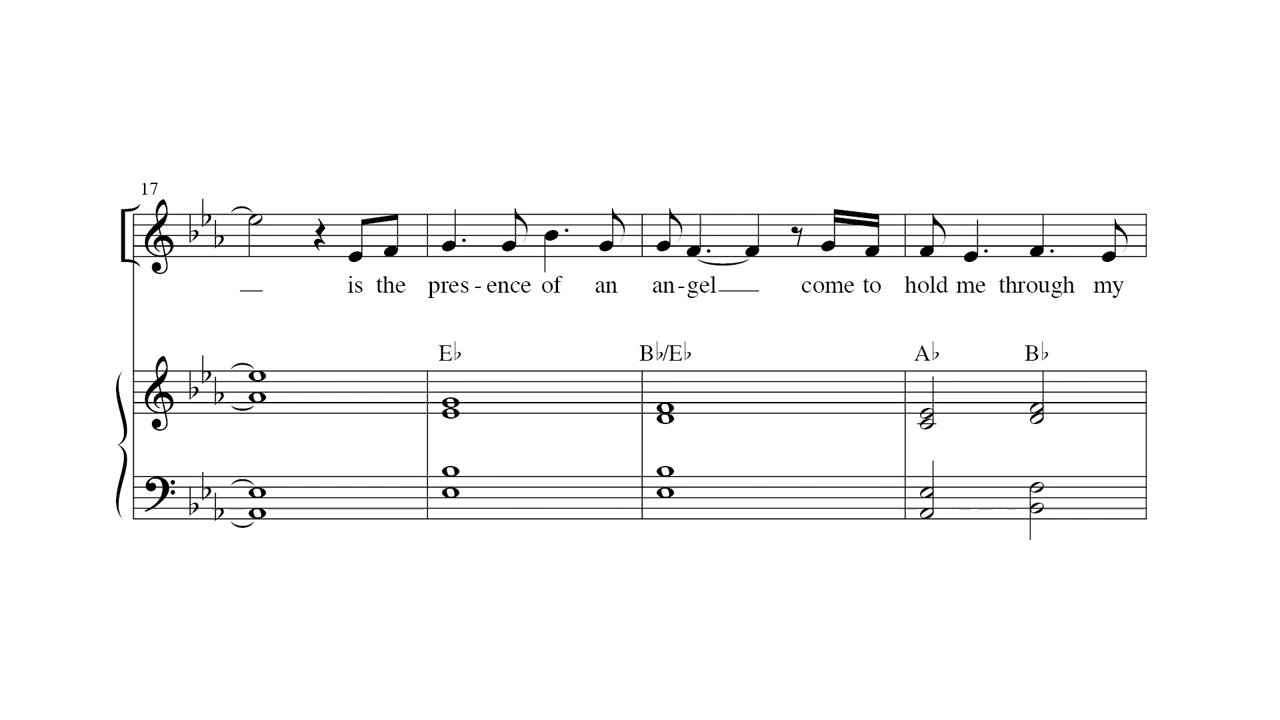 17
is the pres - ence of an an-gel come to hold me through my
E♭ B♭/E♭ A♭ B♭